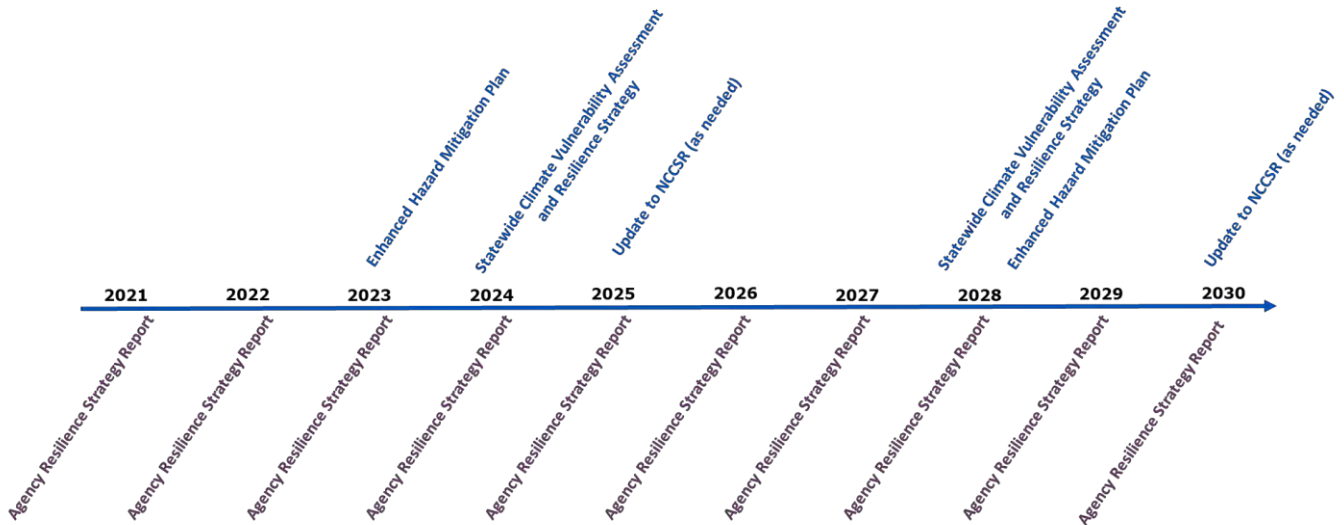 Enhanced Hazard Mitigation Plan
Statewide Climate Vulnerability Assessment
and Resilience Strategy
Update to NCCSR (as needed)
Statewide Climate Vulnerability Assessment
and Resilience Strategy
Enhanced Hazard Mitigation Plan
Update to NCCSR (as needed)
2021 2022 2023 2024 2025 2026 2027 2028 2029 2030
Agency Resilience Strategy Report
Agency Resilience Strategy Report
Agency Resilience Strategy Report
Agency Resilience Strategy Report
Agency Resilience Strategy Report
Agency Resilience Strategy Report
Agency Resilience Strategy Report
Agency Resilience Strategy Report
Agency Resilience Strategy Report
Agency Resilience Strategy Report